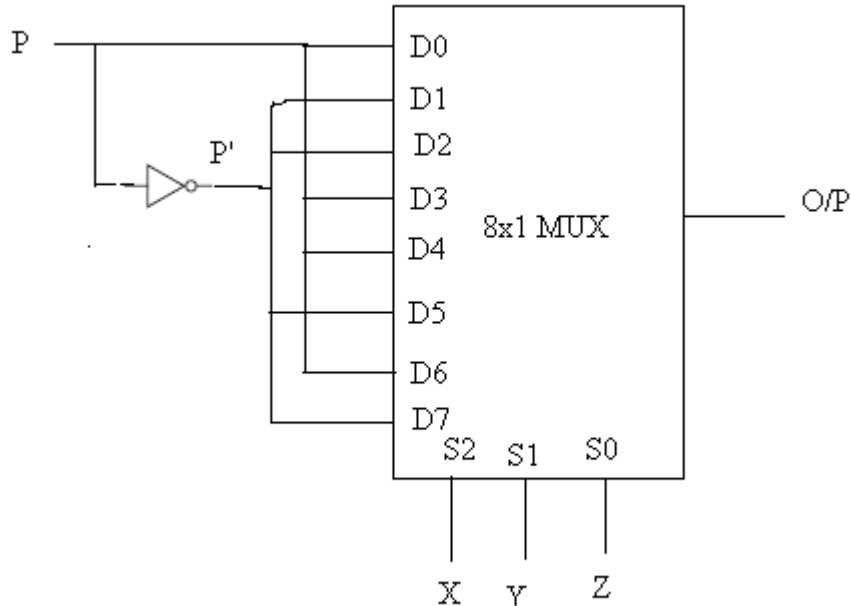 P
D0
D1
P'
D2
D3
O/P
8x1 MUX
D4
D5
D6
D7
S2 S1 S0
X Y Z